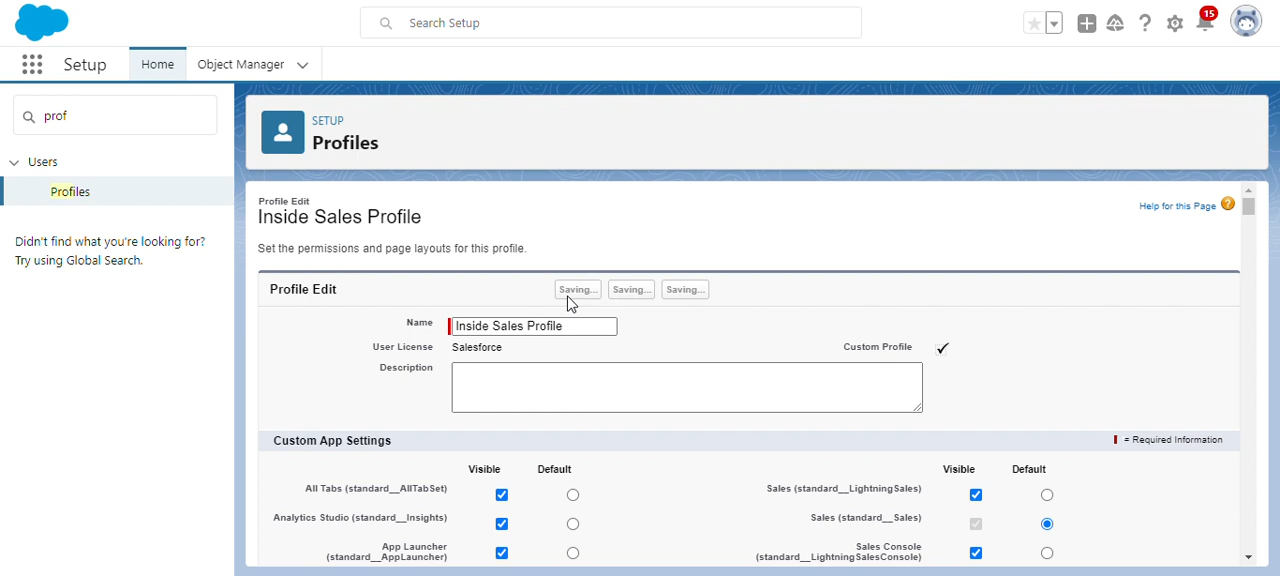 Search Setup
15
Setup
Home
Object Manager
prof
Users
Profiles
Didn't find what you're looking for?
Try using Global Search.
SETUP
Profiles
Profile Edit
Inside Sales Profile
Help for this Page
Set the permissions and page layouts for this profile.
Profile Edit
Saving... Saving... Saving...
Name Inside Sales Profile
User License Salesforce Custom Profile
Description
Custom App Settings = Required Information
Visible Default Visible Default
All Tabs (standard__AllTabSet) Sales (standard__LightningSales)
Analytics Studio (standard__Insights) Sales (standard__Sales)
App Launcher Sales Console
(standard__AppLauncher) (standard__LightningSalesConsole)